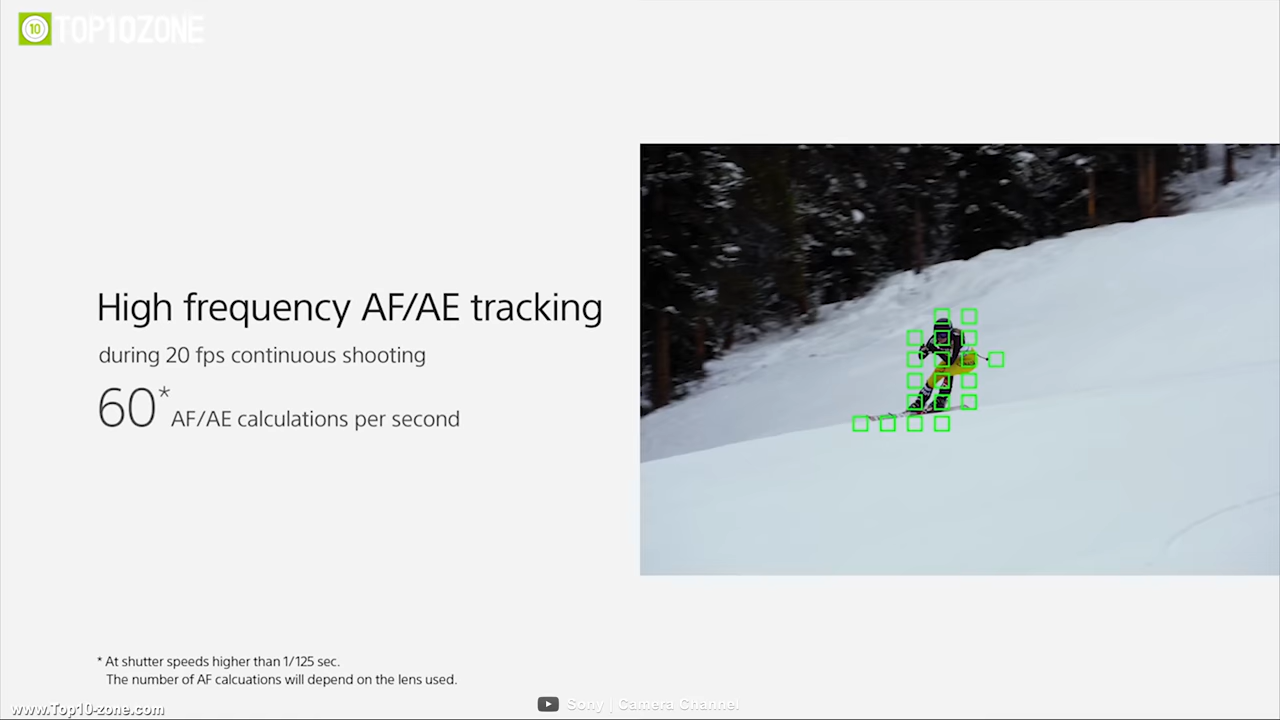 10 TOP10ZONE
High frequency AF/AE tracking
during 20 fps continuous shooting
60* AF/AE calculations per second
* At shutter speeds higher than 1/125 sec.
The number of AF calcuations will depend on the lens used.
Sony | Camera Channel
www.Top10-zone.com